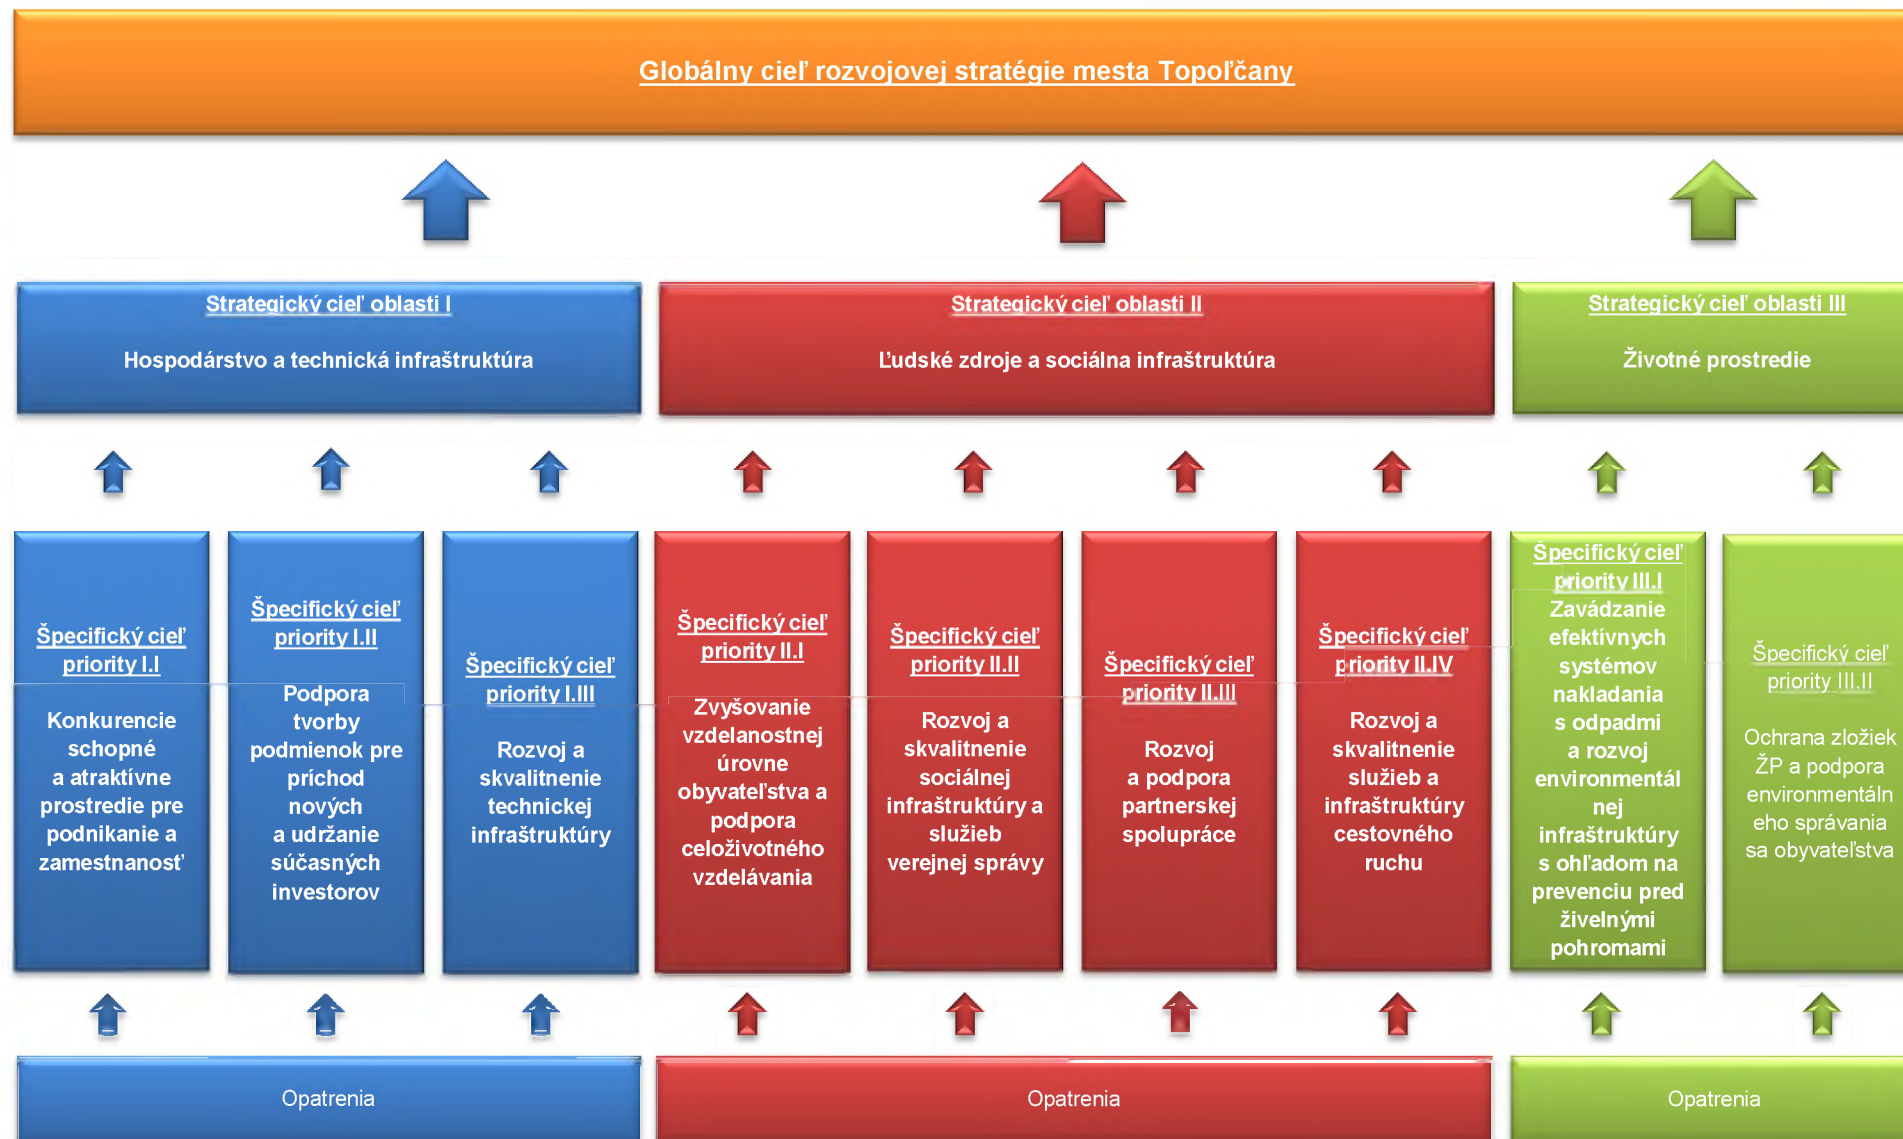 Globálny cieľ rozvojovej stratégie mesta Topoľčany
Strategický cieľ oblasti I
Hospodárstvo a technická infraštruktúra
Strategický cieľ oblasti II
Ľudské zdroje a sociálna infraštruktúra
Strategický cieľ oblasti III
Životné prostredie
Špecifický cieľ
priority I.I
Konkurencie
schopné
a atraktívne
prostredie pre
podnikanie a
zamestnanosť
Špecifický cieľ
priority I.II
Podpora
tvorby
podmienok pre
príchod
nových
a udržanie
súčasných
investorov
Špecifický cieľ
priority I.III
Rozvoj a
skvalitnenie
technickej
infraštruktúry
Špecifický cieľ
priority II.I
Zvyšovanie
vzdelanostnej
úrovne
obyvateľstva a
podpora
celoživotného
vzdelávania
Špecifický cieľ
priority II.II
Rozvoj a
skvalitnenie
sociálnej
infraštruktúry a
služieb
verejnej správy
Špecifický cieľ
priority II.III
Rozvoj
a podpora
partnerskej
spolupráce
Špecifický cieľ
priority II.IV
Rozvoj a
skvalitnenie
služieb a
infraštruktúry
cestovného
ruchu
Špecifický cieľ
priority III.I
Zavádzanie
efektívnych
systémov
nakladania
s odpadmi
a rozvoj
environmentál
nej
infraštruktúry
s ohľadom na
prevenciu pred
živelnými
pohromami
Špecifický cieľ
priority III.II
Ochrana zložiek
ŽP a podpora
environmentáln
eho správania
sa obyvateľstva
Opatrenia
Opatrenia
Opatrenia